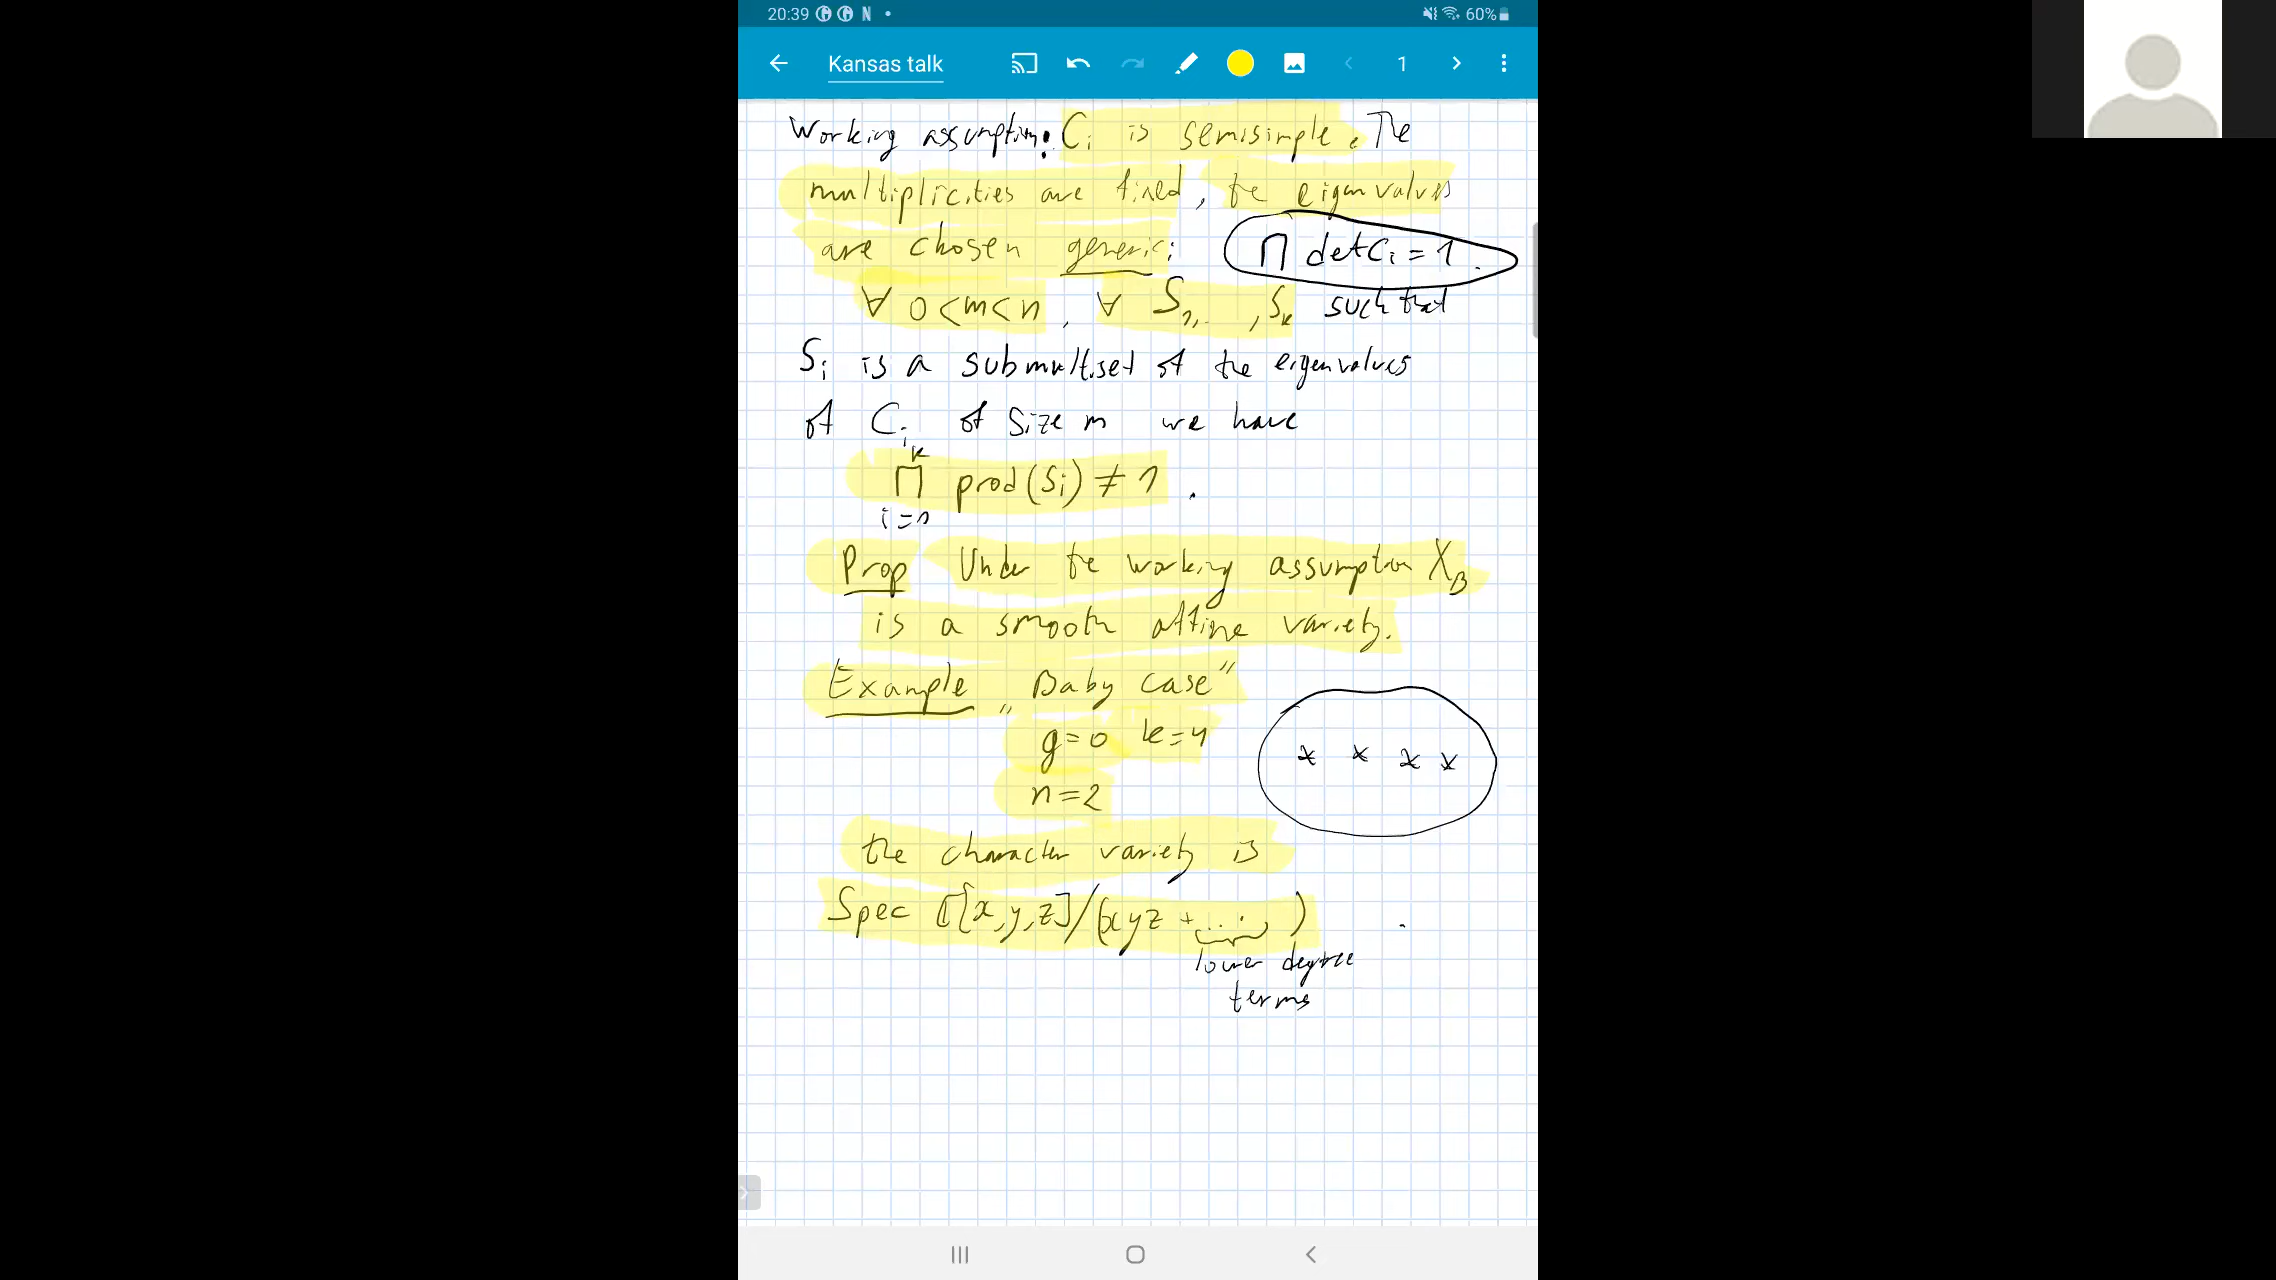 20:39 N 60%
Kansas talk 1
Working assumption: Ci is semisimple. The
multiplicities are fixed, the eigenvalues
are chosen generic: ∏ det Ci = 1.
∀ 0<m<n, ∀ S1,...,Sk such that
Si is a submultiset of the eigenvalues
of Ci of size m we have
k
∏ prod(Si) ≠ 1.
i=1
Prop Under the working assumption XB
is a smooth affine variety.
Example „Baby case"
g=0 k=4
n=2
the character variety is
Spec ℂ[x,y,z]/(xyz + ... )
lower degree
terms